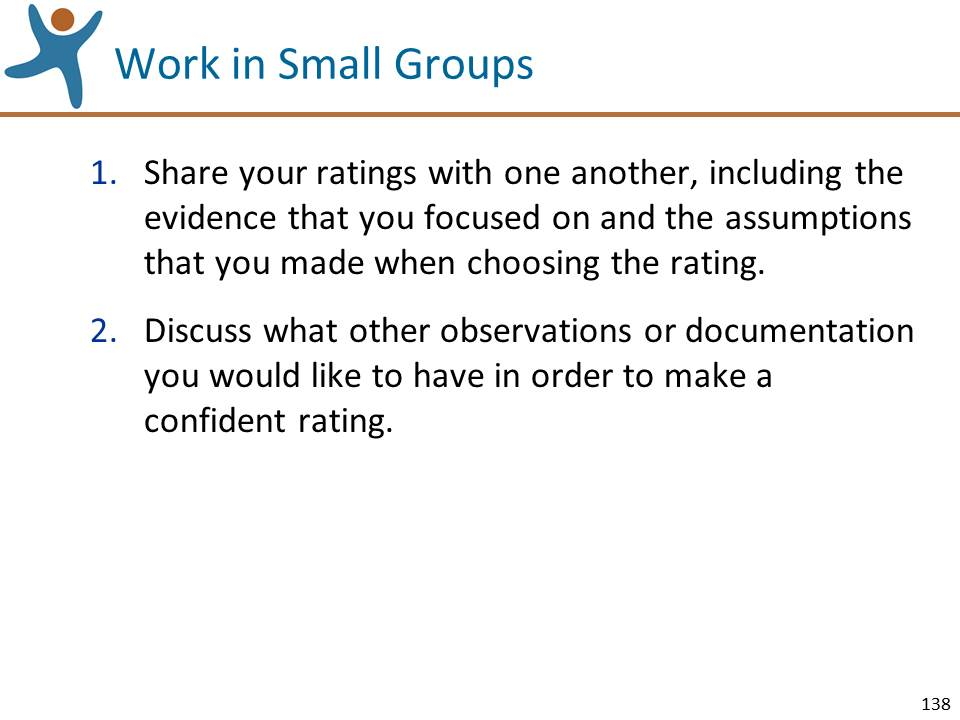 Work in Small Groups
1. Share your ratings with one another, including the
evidence that you focused on and the assumptions
that you made when choosing the rating.
2. Discuss what other observations or documentation
you would like to have in order to make a
confident rating.
138